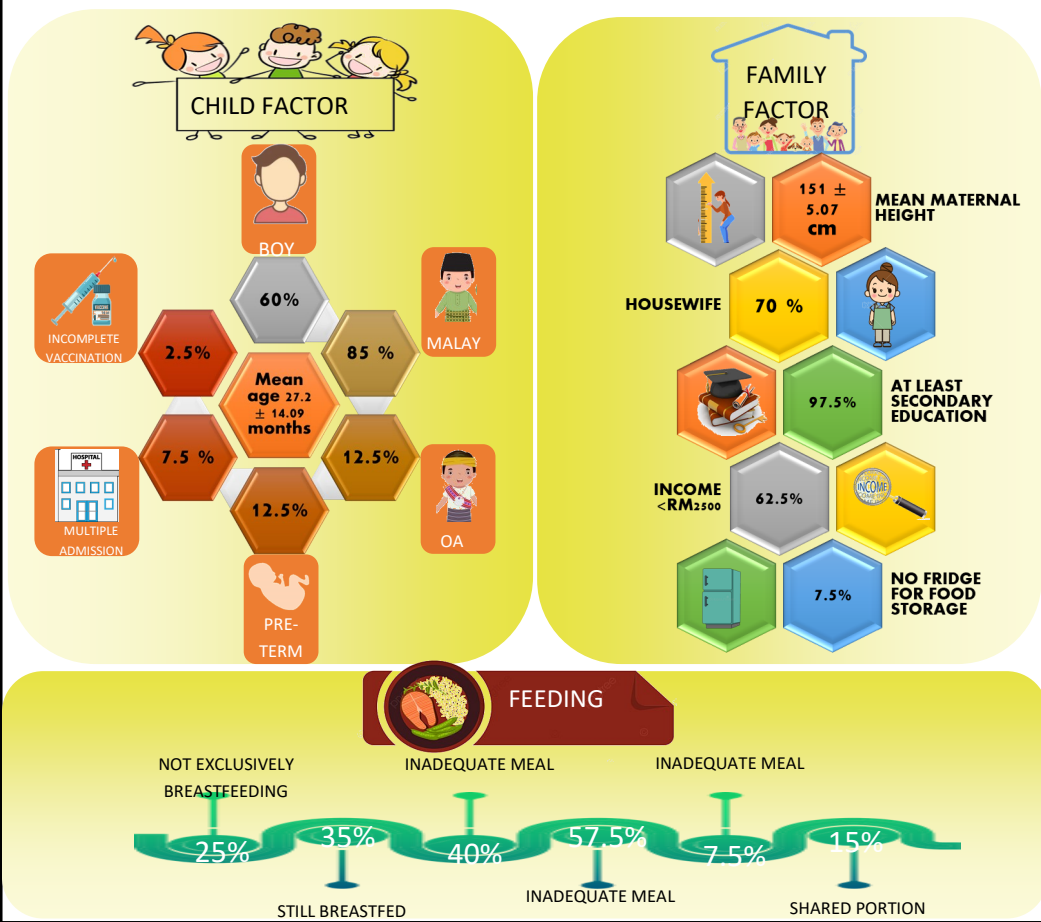 CHILD FACTOR
BOY
60%
INCOMPLETE
VACCINATION
2.5%
85 %
MALAY
Mean
age 27.2
± 14.09
months
HOSPITAL
MULTIPLE
ADMISSION
7.5 %
12.5%
OA
12.5%
PRE-
TERM
FAMILY
FACTOR
151 ±
5.07
cm
MEAN MATERNAL
HEIGHT
HOUSEWIFE
70 %
97.5%
AT LEAST
SECONDARY
EDUCATION
INCOME
<RM2500
62.5%
INCOME
7.5%
NO FRIDGE
FOR FOOD
STORAGE
FEEDING
NOT EXCLUSIVELY
BREASTFEEDING
INADEQUATE MEAL
INADEQUATE MEAL
25%
35%
40%
57.5%
7.5%
15%
STILL BREASTFED
INADEQUATE MEAL
SHARED PORTION